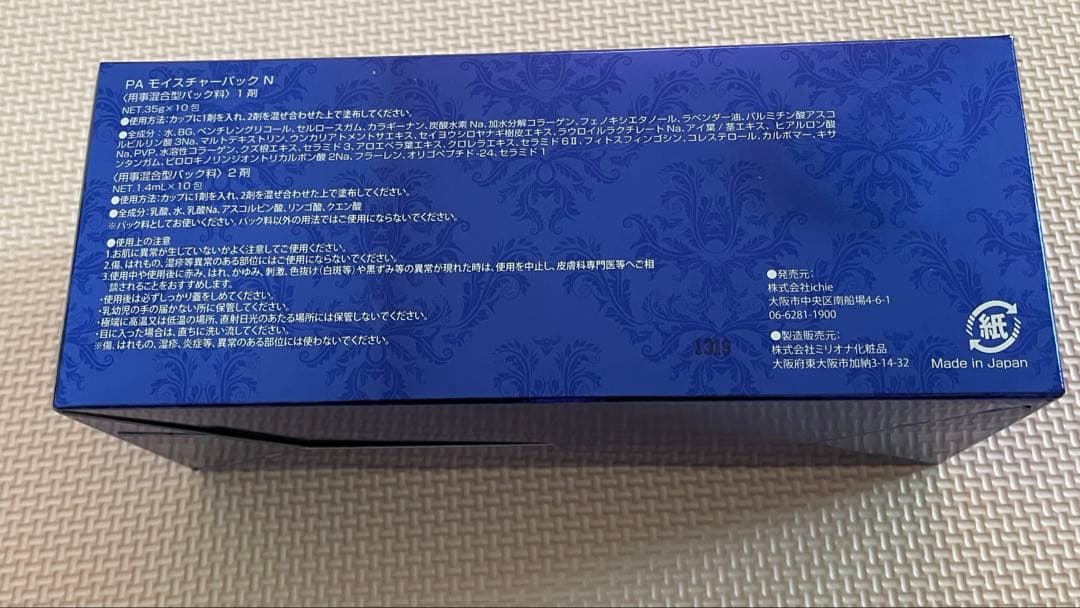 PA モイスチャーパック N
〈用事混合型パック料〉1剤
NET.35g×10包
●使用方法:カップに1剤を入れ、2剤を混ぜ合わせた上で塗布してください。
●全成分：水、BG、ペンチレングリコール、セルロースガム、カラギーナン、炭酸水素Na、加水分解コラーゲン、フェノキシエタノール、ラベンダー油、パルミチン酸アスコ
ルビルリン酸3Na、マルトデキストリン、ウンカリアトメントサエキス、セイヨウシロヤナギ樹皮エキス、ラウロイルラクチレートNa、アイ葉/茎エキス、ヒアルロン酸
Na、PVP、水溶性コラーゲン、クズ根エキス、セラミド3、アロエベラ葉エキス、クロレラエキス、セラミド6Ⅱ、フィトスフィンゴシン、コレステロール、カルボマー、キサ
ンタンガム、ピロロキノリンジオントリカルボン酸2Na、フラーレン、オリゴペプチド-24、セラミド1
〈用事混合型パック料〉2剤
NET.1.4mL×10包
●使用方法:カップに1剤を入れ、2剤を混ぜ合わせた上で塗布してください。
●全成分:乳酸、水、乳酸Na、アスコルビン酸、リンゴ酸、クエン酸
※パック料としてお使いください。パック料以外の用法ではご使用にならないでください。
●使用上の注意
1.お肌に異常が生じていないかよく注意してご使用ください。
2.傷、はれもの、湿疹等異常のある部位にはご使用にならないでください。
3.使用中や使用後に赤み、はれ、かゆみ、刺激、色抜け(白斑等)や黒ずみ等の異常が現れた時は、使用を中止し、皮膚科専門医等へご相
談されることをおすすめします。
・使用後は必ずしっかり蓋をしめてください。
・乳幼児の手の届かない所に保管してください。
・極端に高温又は低温の場所、直射日光のあたる場所には保管しないでください。
・目に入った場合は、直ちに洗い流してください。
※傷、はれもの、湿疹、炎症等、異常のある部位には使わないでください。
●発売元：
株式会社ichie
大阪市中央区南船場4-6-1
06-6281-1900
●製造販売元：
株式会社ミリオナ化粧品
大阪府東大阪市加納3-14-32
1319
紙
Made in Japan